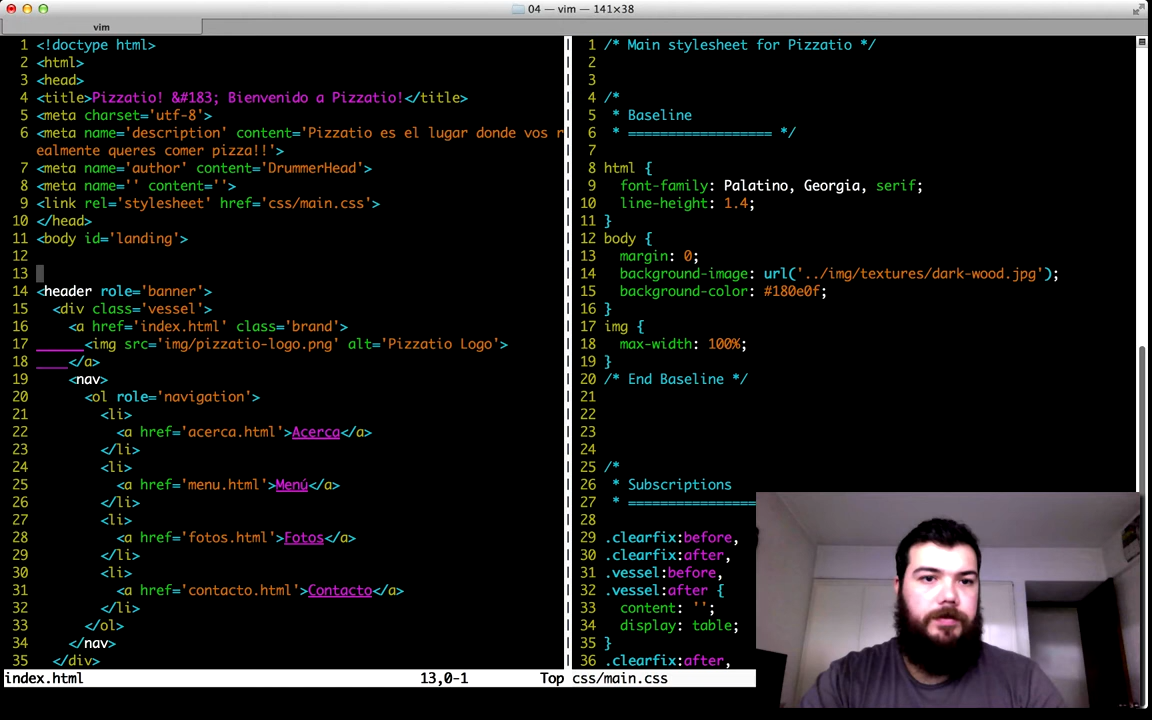 04 — vim — 141×38
vim
1 <!doctype html>
2 <html>
3 <head>
4 <title>Pizzatio! &#183; Bienvenido a Pizzatio!</title>
5 <meta charset='utf-8'>
6 <meta name='description' content='Pizzatio es el lugar donde vos r
ealmente queres comer pizza!!'>
7 <meta name='author' content='DrummerHead'>
8 <meta name='' content=''>
9 <link rel='stylesheet' href='css/main.css'>
10 </head>
11 <body id='landing'>
12
13
14 <header role='banner'>
15   <div class='vessel'>
16     <a href='index.html' class='brand'>
17       <img src='img/pizzatio-logo.png' alt='Pizzatio Logo'>
18     </a>
19     <nav>
20       <ol role='navigation'>
21         <li>
22           <a href='acerca.html'>Acerca</a>
23         </li>
24         <li>
25           <a href='menu.html'>Menú</a>
26         </li>
27         <li>
28           <a href='fotos.html'>Fotos</a>
29         </li>
30         <li>
31           <a href='contacto.html'>Contacto</a>
32         </li>
33       </ol>
34     </nav>
35   </div>
index.html 13,0-1 Top
1 /* Main stylesheet for Pizzatio */
2
3
4 /*
5  * Baseline
6  * ================== */
7
8 html {
9   font-family: Palatino, Georgia, serif;
10   line-height: 1.4;
11 }
12 body {
13   margin: 0;
14   background-image: url('../img/textures/dark-wood.jpg');
15   background-color: #180e0f;
16 }
17 img {
18   max-width: 100%;
19 }
20 /* End Baseline */
21
22
23
24
25 /*
26  * Subscriptions
27  * ================
28
29 .clearfix:before,
30 .clearfix:after,
31 .vessel:before,
32 .vessel:after {
33   content: '';
34   display: table;
35 }
36 .clearfix:after,
css/main.css